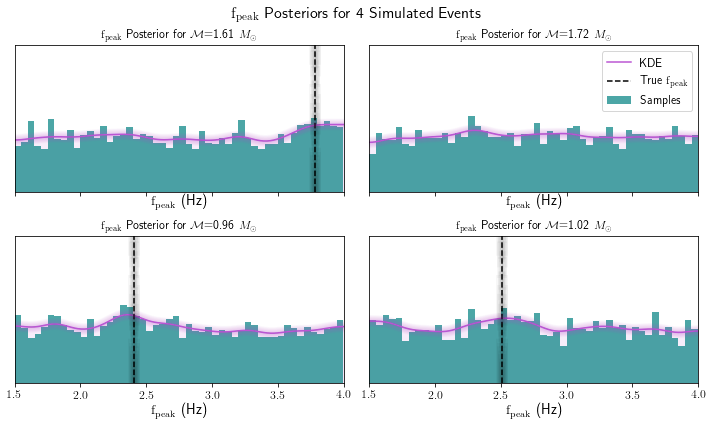 f_peak Posteriors for 4 Simulated Events
f_peak Posterior for ℳ=1.61 M_⊙
f_peak Posterior for ℳ=1.72 M_⊙
KDE
True f_peak
Samples
f_peak (Hz)
f_peak (Hz)
f_peak Posterior for ℳ=0.96 M_⊙
f_peak Posterior for ℳ=1.02 M_⊙
1.5 2.0 2.5 3.0 3.5 4.0
1.5 2.0 2.5 3.0 3.5 4.0
f_peak (Hz)
f_peak (Hz)